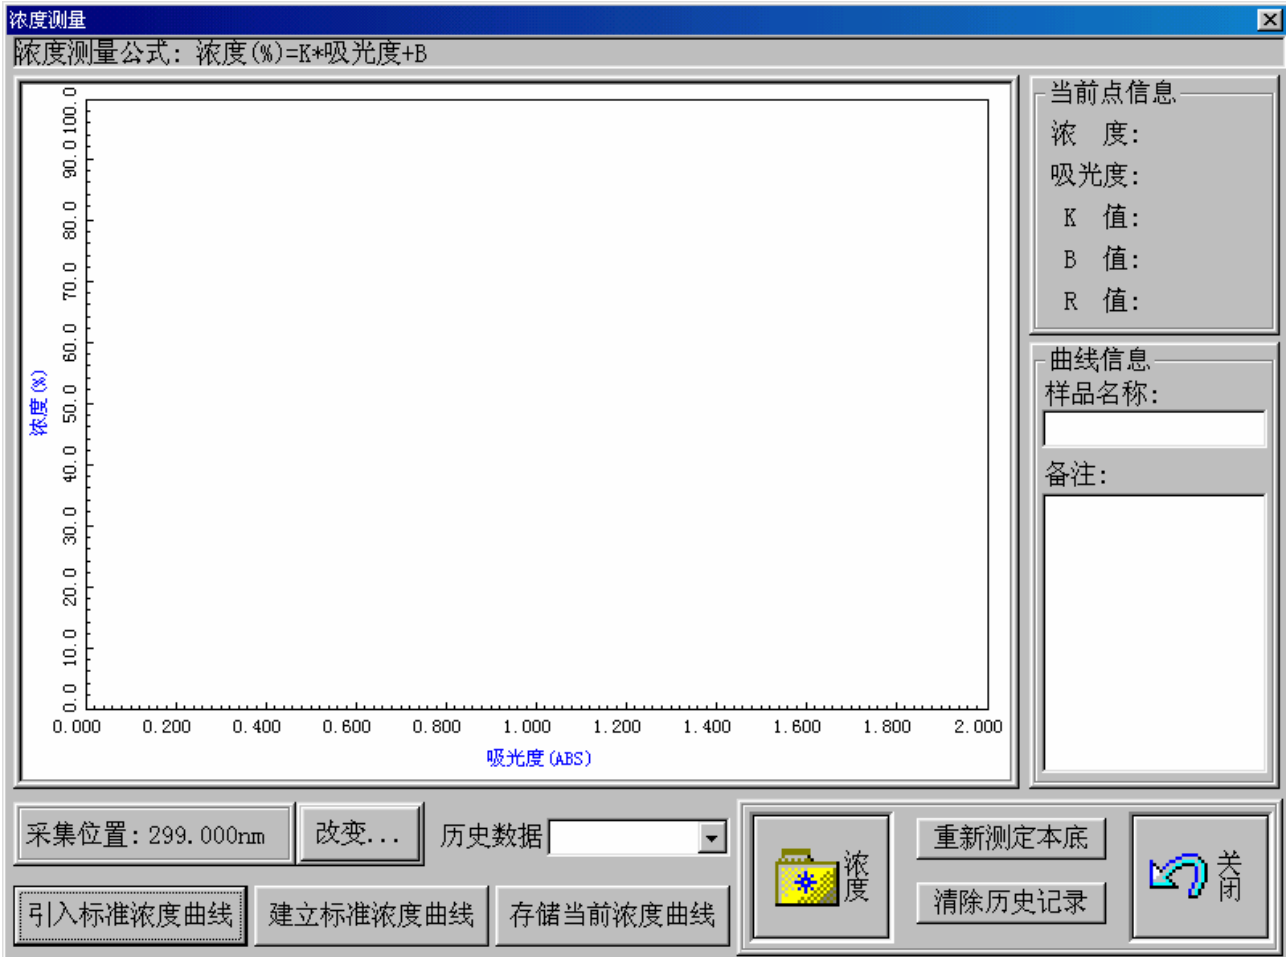 浓度测量
浓度测量公式: 浓度(%)=K*吸光度+B
100.0
90.0
80.0
70.0
60.0
50.0
40.0
30.0
20.0
10.0
0.0
浓度(%)
0.000 0.200 0.400 0.600 0.800 1.000 1.200 1.400 1.600 1.800 2.000
吸光度(ABS)
当前点信息
浓 度:
吸光度:
K 值:
B 值:
R 值:
曲线信息
样品名称:
备注:
采集位置: 299.000nm
改变...
历史数据
引入标准浓度曲线
建立标准浓度曲线
存储当前浓度曲线
浓度
重新测定本底
清除历史记录
关闭